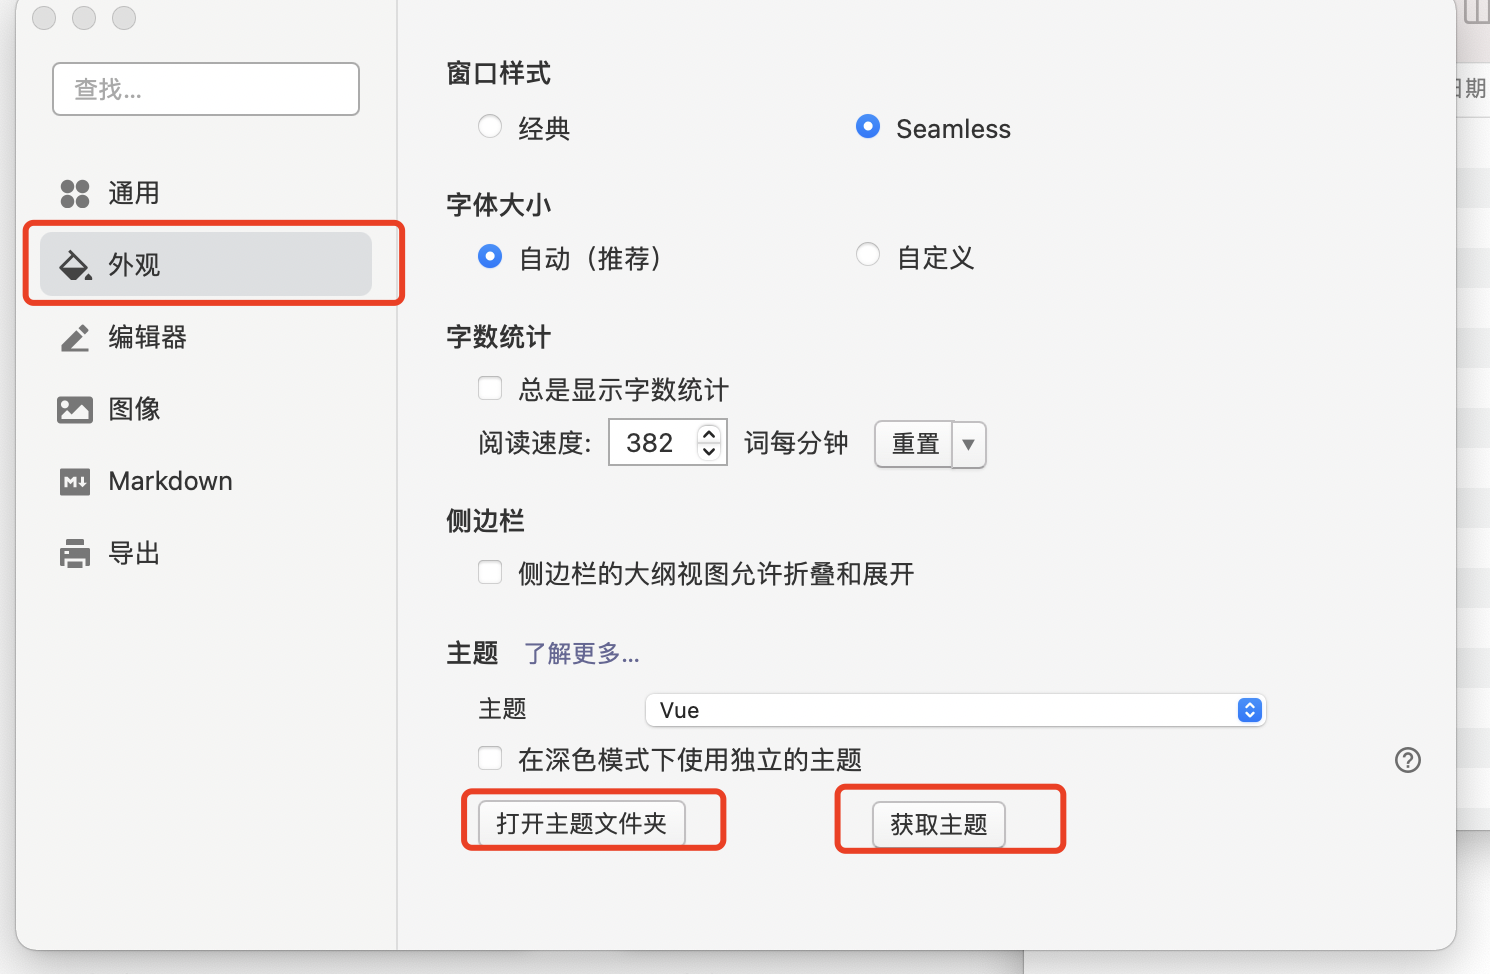 查找...
通用
外观
编辑器
图像
Markdown
导出
窗口样式
经典
Seamless
字体大小
自动（推荐）
自定义
字数统计
总是显示字数统计
阅读速度: 382 词每分钟 重置
侧边栏
侧边栏的大纲视图允许折叠和展开
主题 了解更多...
主题 Vue
在深色模式下使用独立的主题
打开主题文件夹 获取主题
日期